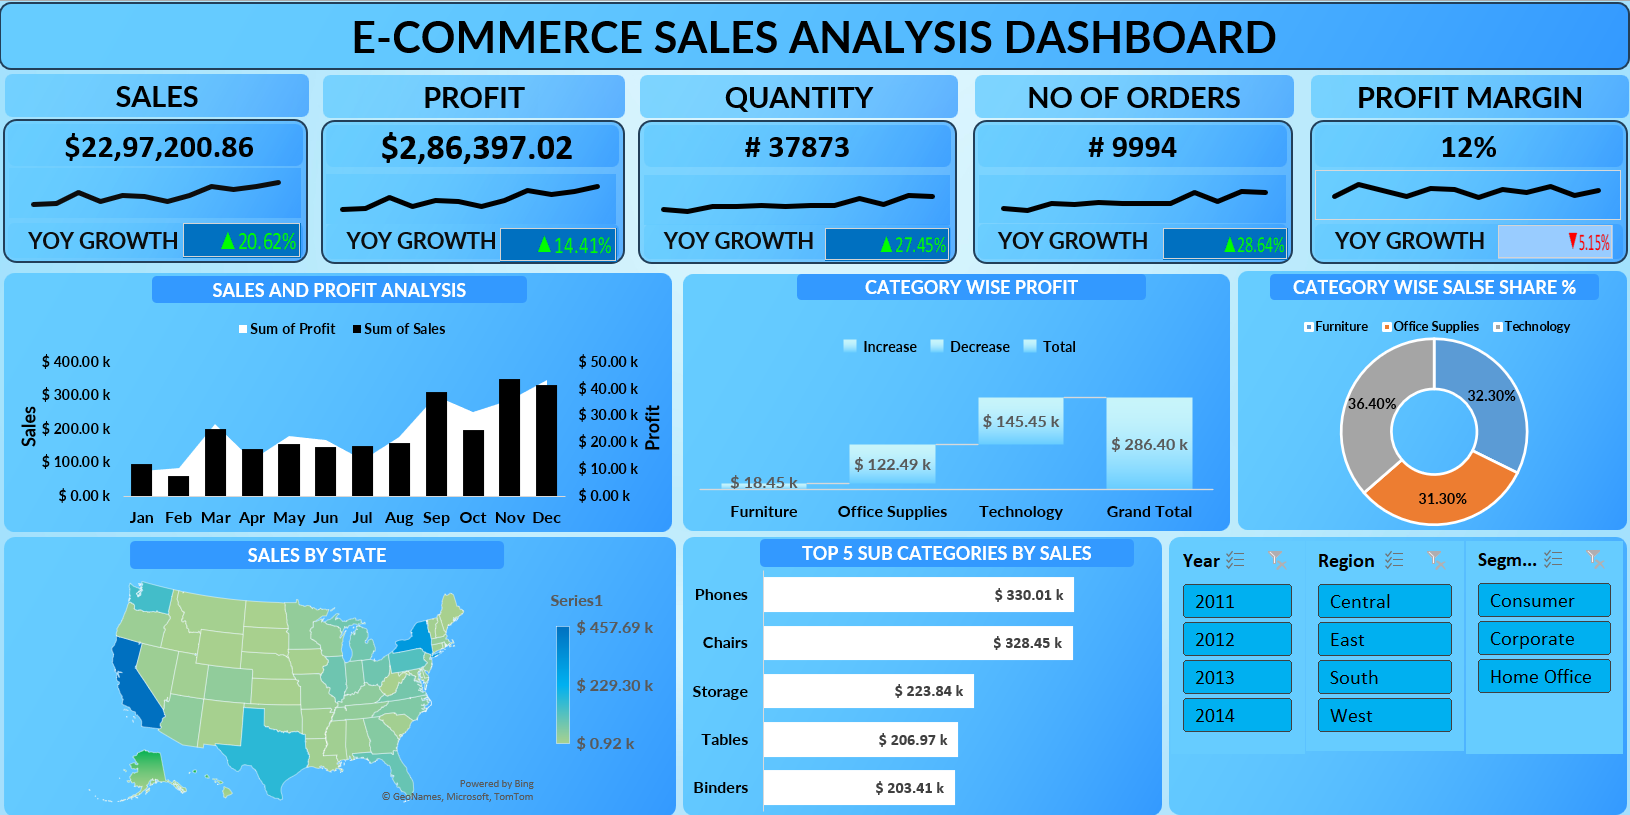 E-COMMERCE SALES ANALYSIS DASHBOARD
SALES
$22,97,200.86
YOY GROWTH ▲20.62%
PROFIT
$2,86,397.02
YOY GROWTH ▲14.41%
QUANTITY
# 37873
YOY GROWTH ▲27.45%
NO OF ORDERS
# 9994
YOY GROWTH ▲28.64%
PROFIT MARGIN
12%
YOY GROWTH ▼5.15%
SALES AND PROFIT ANALYSIS
Sum of Profit Sum of Sales
Sales
$ 400.00 k
$ 300.00 k
$ 200.00 k
$ 100.00 k
$ 0.00 k
$ 50.00 k
$ 40.00 k
$ 30.00 k
$ 20.00 k
$ 10.00 k
$ 0.00 k
Profit
Jan Feb Mar Apr May Jun Jul Aug Sep Oct Nov Dec
CATEGORY WISE PROFIT
Increase Decrease Total
$ 18.45 k
$ 122.49 k
$ 145.45 k
$ 286.40 k
Furniture Office Supplies Technology Grand Total
CATEGORY WISE SALSE SHARE %
Furniture Office Supplies Technology
36.40%
32.30%
31.30%
SALES BY STATE
Series1
$ 457.69 k
$ 229.30 k
$ 0.92 k
Powered by Bing
© GeoNames, Microsoft, TomTom
TOP 5 SUB CATEGORIES BY SALES
Phones $ 330.01 k
Chairs $ 328.45 k
Storage $ 223.84 k
Tables $ 206.97 k
Binders $ 203.41 k
Year
2011
2012
2013
2014
Region
Central
East
South
West
Segm...
Consumer
Corporate
Home Office